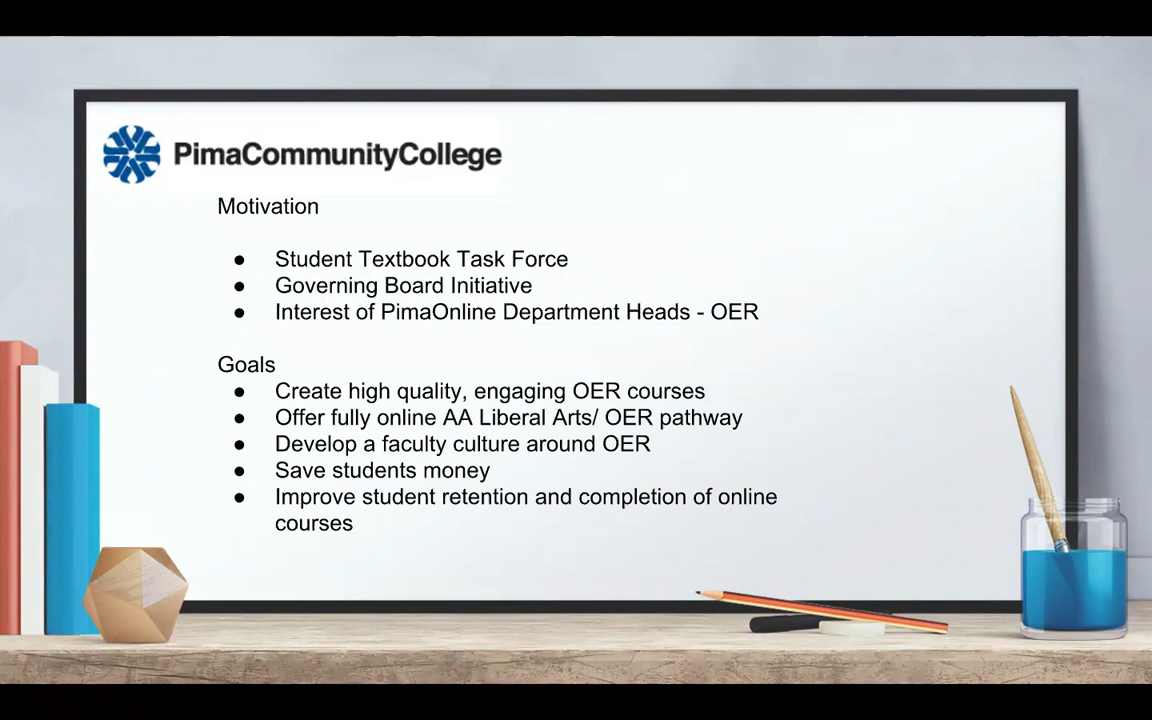 PimaCommunityCollege
Motivation
● Student Textbook Task Force
● Governing Board Initiative
● Interest of PimaOnline Department Heads - OER
Goals
● Create high quality, engaging OER courses
● Offer fully online AA Liberal Arts/ OER pathway
● Develop a faculty culture around OER
● Save students money
● Improve student retention and completion of online
courses